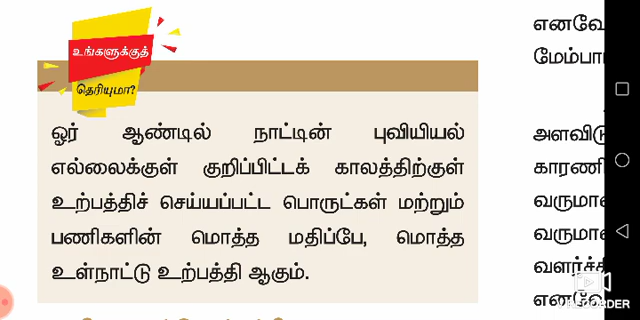 உங்களுக்குத்
தெரியுமா?
ஓர் ஆண்டில் நாட்டின் புவியியல்
எல்லைக்குள் குறிப்பிட்டக் காலத்திற்குள்
உற்பத்திச் செய்யப்பட்ட பொருட்கள் மற்றும்
பணிகளின் மொத்த மதிப்பே, மொத்த
உள்நாட்டு உற்பத்தி ஆகும்.
எனவே
மேம்பா
அளவிடு
காரணி
வருமா
வருமா
வளர்ச்சி
எனவே